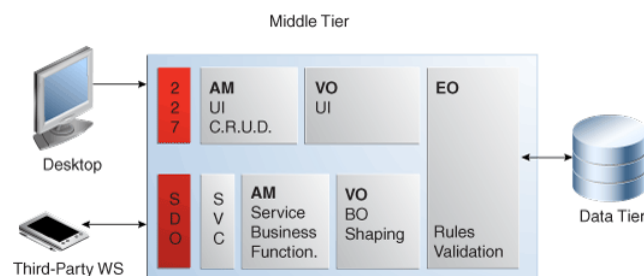 Middle Tier
2
2
7
AM
UI
C.R.U.D.
VO
UI
EO
Rules
Validation
Desktop
S
D
O
S
V
C
AM
Service
Business
Function.
VO
BO
Shaping
Third-Party WS
Data Tier